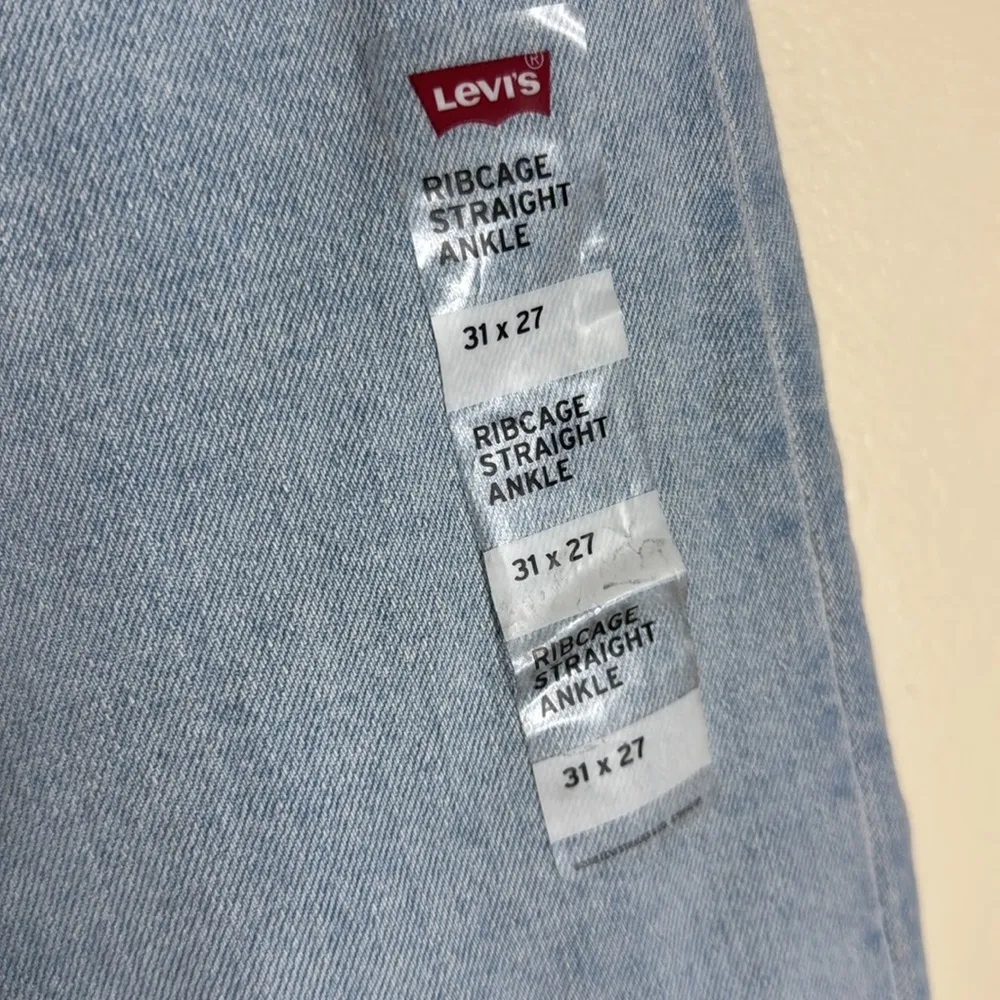 LEVI'S®
RIBCAGE
STRAIGHT
ANKLE
31 x 27
RIBCAGE
STRAIGHT
ANKLE
31 x 27
RIBCAGE
STRAIGHT
ANKLE
31 x 27